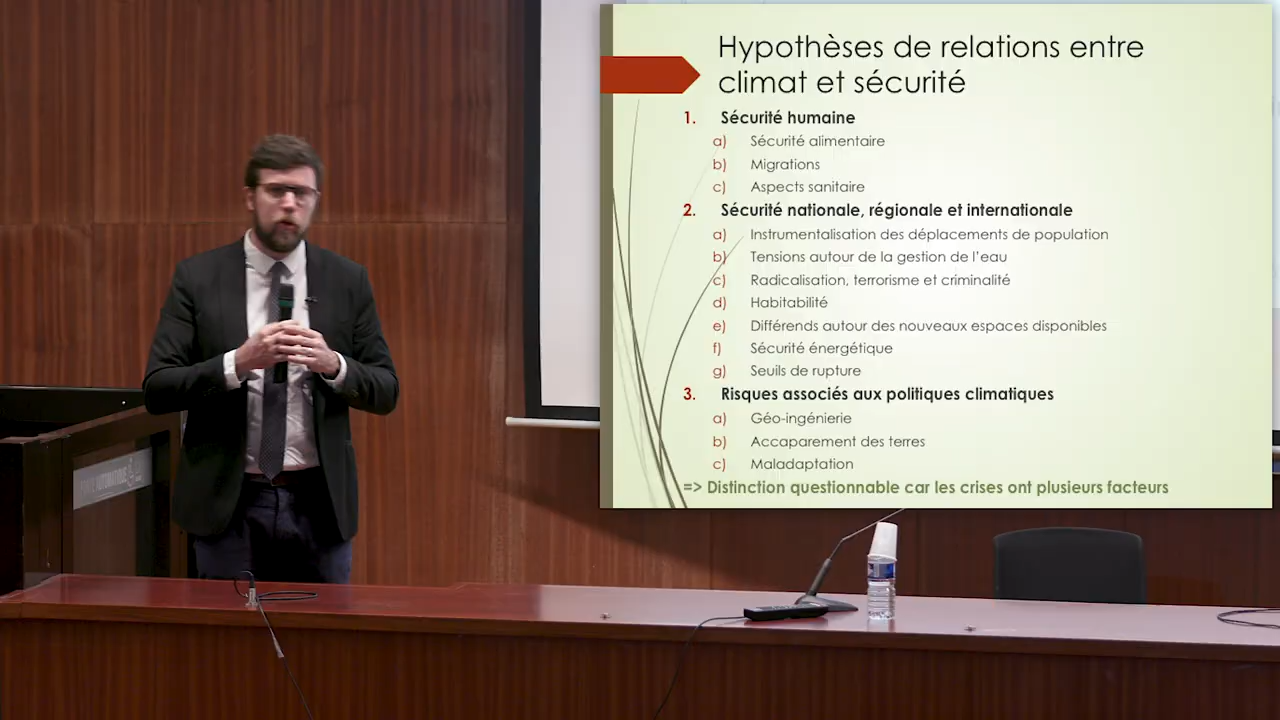 Hypothèses de relations entre
climat et sécurité
1. Sécurité humaine
a) Sécurité alimentaire
b) Migrations
c) Aspects sanitaire
2. Sécurité nationale, régionale et internationale
a) Instrumentalisation des déplacements de population
b) Tensions autour de la gestion de l'eau
c) Radicalisation, terrorisme et criminalité
d) Habitabilité
e) Différends autour des nouveaux espaces disponibles
f) Sécurité énergétique
g) Seuils de rupture
3. Risques associés aux politiques climatiques
a) Géo-ingénierie
b) Accaparement des terres
c) Maladaptation
=> Distinction questionnable car les crises ont plusieurs facteurs